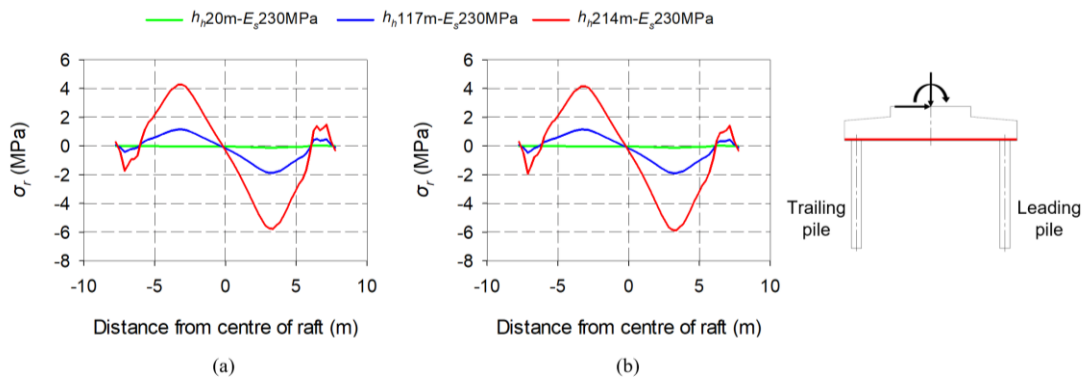 h_h20m-E_s230MPa h_h117m-E_s230MPa h_h214m-E_s230MPa
(a) (b)
6 6
4 4
2 2
0 0
-2 -2
-4 -4
-6 -6
-8 -8
σ_r (MPa) σ_r (MPa)
-10 -5 0 5 10 -10 -5 0 5 10
Distance from centre of raft (m) Distance from centre of raft (m)
(a) (b)
Trailing pile
Leading pile